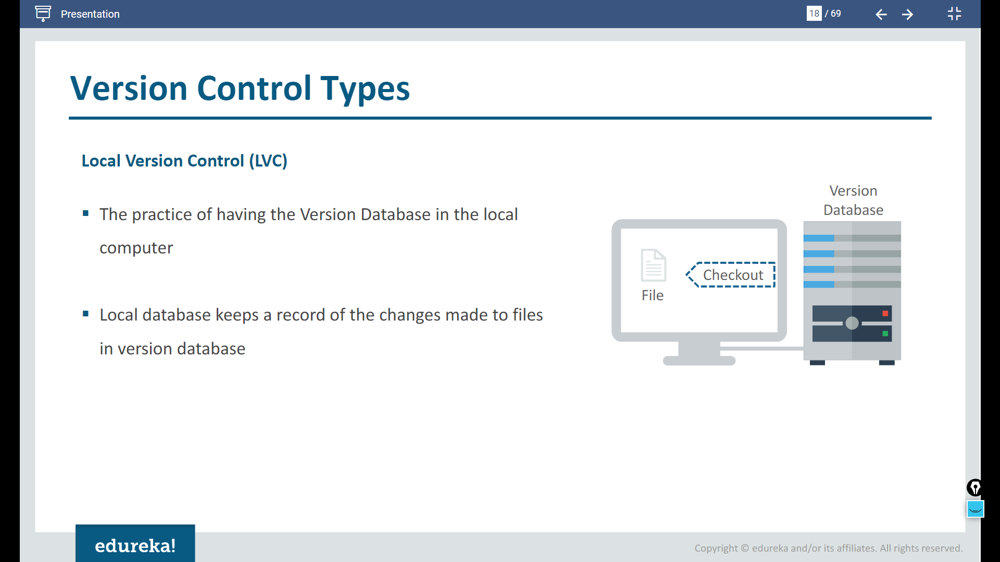 Presentation
18 / 69
Version Control Types
Local Version Control (LVC)
▪ The practice of having the Version Database in the local
computer
▪ Local database keeps a record of the changes made to files
in version database
Version
Database
Checkout
File
edureka!
Copyright © edureka and/or its affiliates. All rights reserved.